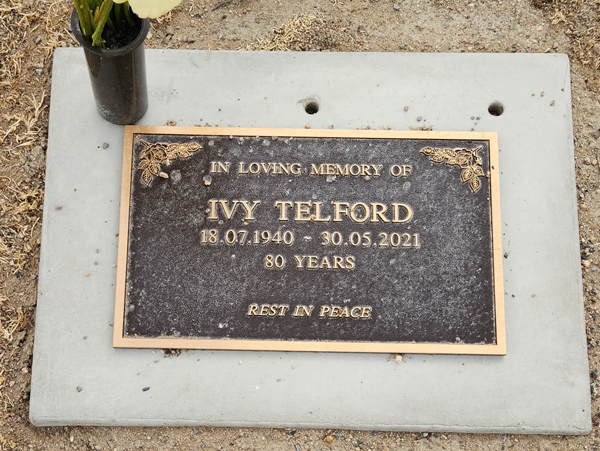 IN LOVING MEMORY OF
IVY TELFORD
18.07.1940 ~ 30.05.2021
80 YEARS
REST IN PEACE